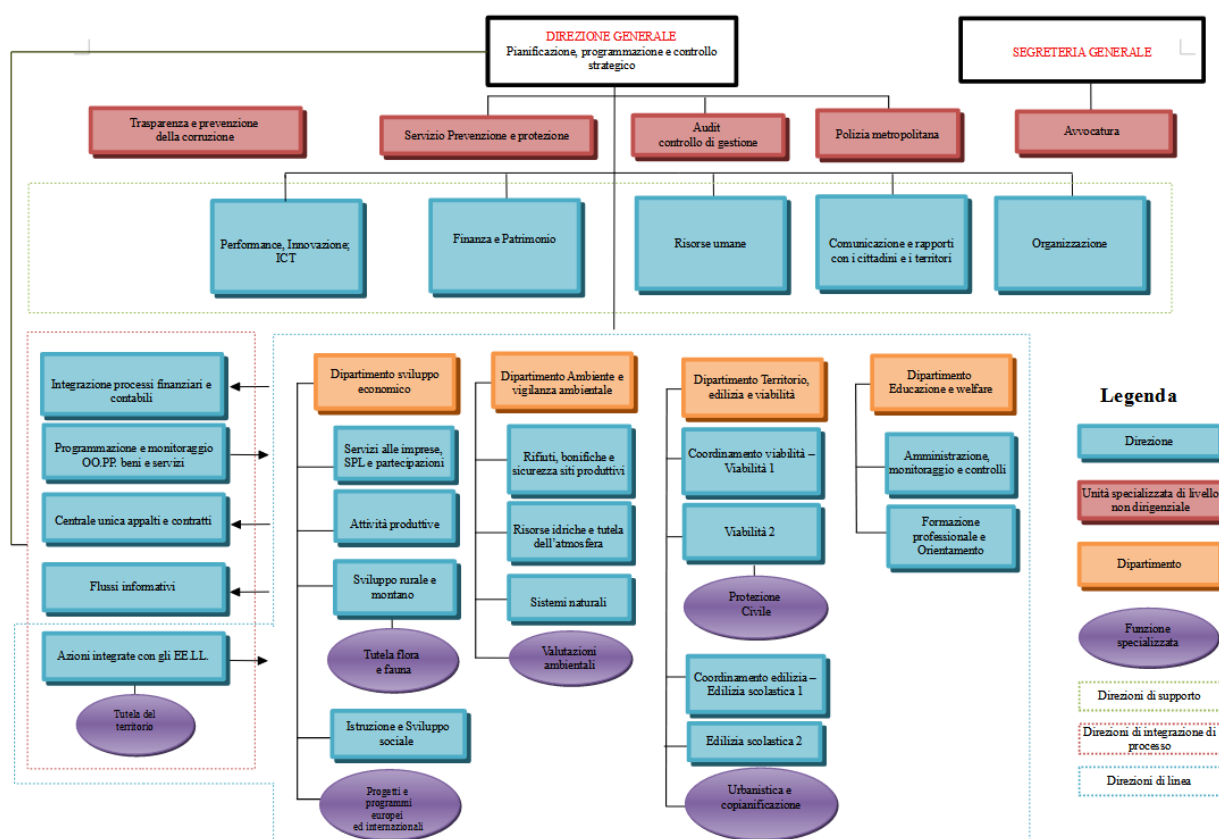 DIREZIONE GENERALE
Pianificazione, programmazione e controllo
strategico
SEGRETERIA GENERALE
Trasparenza e prevenzione
della corruzione
Servizio Prevenzione e protezione
Audit
controllo di gestione
Polizia metropolitana
Avvocatura
Performance, Innovazione;
ICT
Finanza e Patrimonio
Risorse umane
Comunicazione e rapporti
con i cittadini e i territori
Organizzazione
Integrazione processi finanziari e
contabili
Programmazione e monitoraggio
OO.PP. beni e servizi
Centrale unica appalti e contratti
Flussi informativi
Azioni integrate con gli EE.LL.
Tutela del
territorio
Dipartimento sviluppo
economico
Servizi alle imprese,
SPL e partecipazioni
Attività produttive
Sviluppo rurale e
montano
Tutela flora
e fauna
Istruzione e Sviluppo
sociale
Progetti e
programmi
europei
ed internazionali
Dipartimento Ambiente e
vigilanza ambientale
Rifiuti, bonifiche e
sicurezza siti produttivi
Risorse idriche e tutela
dell'atmosfera
Sistemi naturali
Valutazioni
ambientali
Dipartimento Territorio,
edilizia e viabilità
Coordinamento viabilità –
Viabilità 1
Viabilità 2
Protezione
Civile
Coordinamento edilizia –
Edilizia scolastica 1
Edilizia scolastica 2
Urbanistica e
copianificazione
Dipartimento
Educazione e welfare
Amministrazione,
monitoraggio e controlli
Formazione
professionale e
Orientamento
Legenda
Direzione
Unità specializzata di livello
non dirigenziale
Dipartimento
Funzione
specializzata
Direzioni di supporto
Direzioni di integrazione di
processo
Direzioni di linea